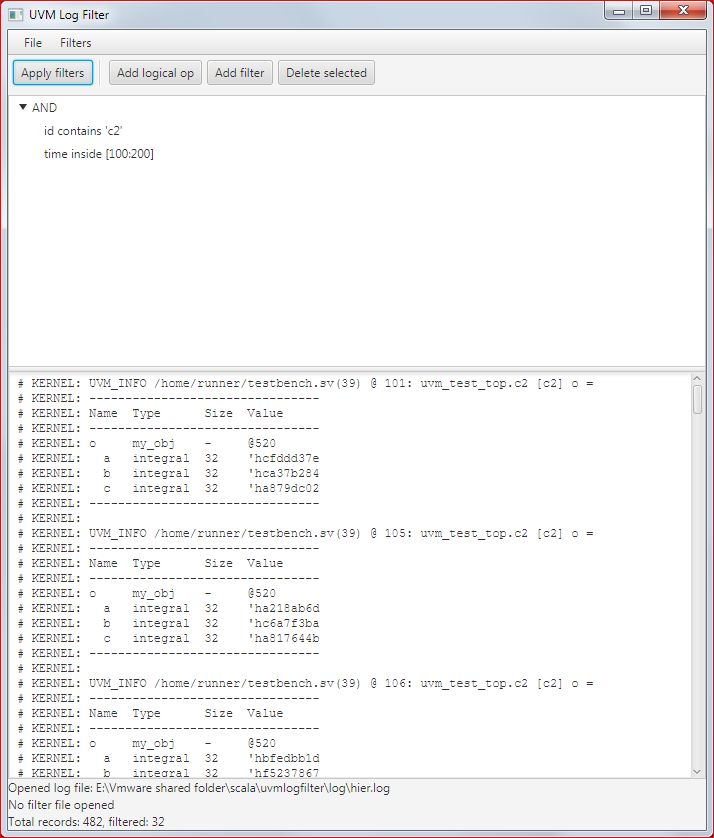 UVM Log Filter
File Filters
Apply filters Add logical op Add filter Delete selected
AND
id contains 'c2'
time inside [100:200]
# KERNEL: UVM_INFO /home/runner/testbench.sv(39) @ 101: uvm_test_top.c2 [c2] o =
# KERNEL: --------------------------------
# KERNEL: Name  Type      Size  Value
# KERNEL: --------------------------------
# KERNEL: o     my_obj    -     @520
# KERNEL:   a   integral  32    'hcfddd37e
# KERNEL:   b   integral  32    'hca37b284
# KERNEL:   c   integral  32    'ha879dc02
# KERNEL: --------------------------------
# KERNEL:
# KERNEL: UVM_INFO /home/runner/testbench.sv(39) @ 105: uvm_test_top.c2 [c2] o =
# KERNEL: --------------------------------
# KERNEL: Name  Type      Size  Value
# KERNEL: --------------------------------
# KERNEL: o     my_obj    -     @520
# KERNEL:   a   integral  32    'ha218ab6d
# KERNEL:   b   integral  32    'hc6a7f3ba
# KERNEL:   c   integral  32    'ha817644b
# KERNEL: --------------------------------
# KERNEL:
# KERNEL: UVM_INFO /home/runner/testbench.sv(39) @ 106: uvm_test_top.c2 [c2] o =
# KERNEL: --------------------------------
# KERNEL: Name  Type      Size  Value
# KERNEL: --------------------------------
# KERNEL: o     my_obj    -     @520
# KERNEL:   a   integral  32    'hbfedbb1d
# KERNEL:   b   integral  32    'hf5237867
Opened log file: E:\Vmware shared folder\scala\uvmlogfilter\log\hier.log
No filter file opened
Total records: 482, filtered: 32